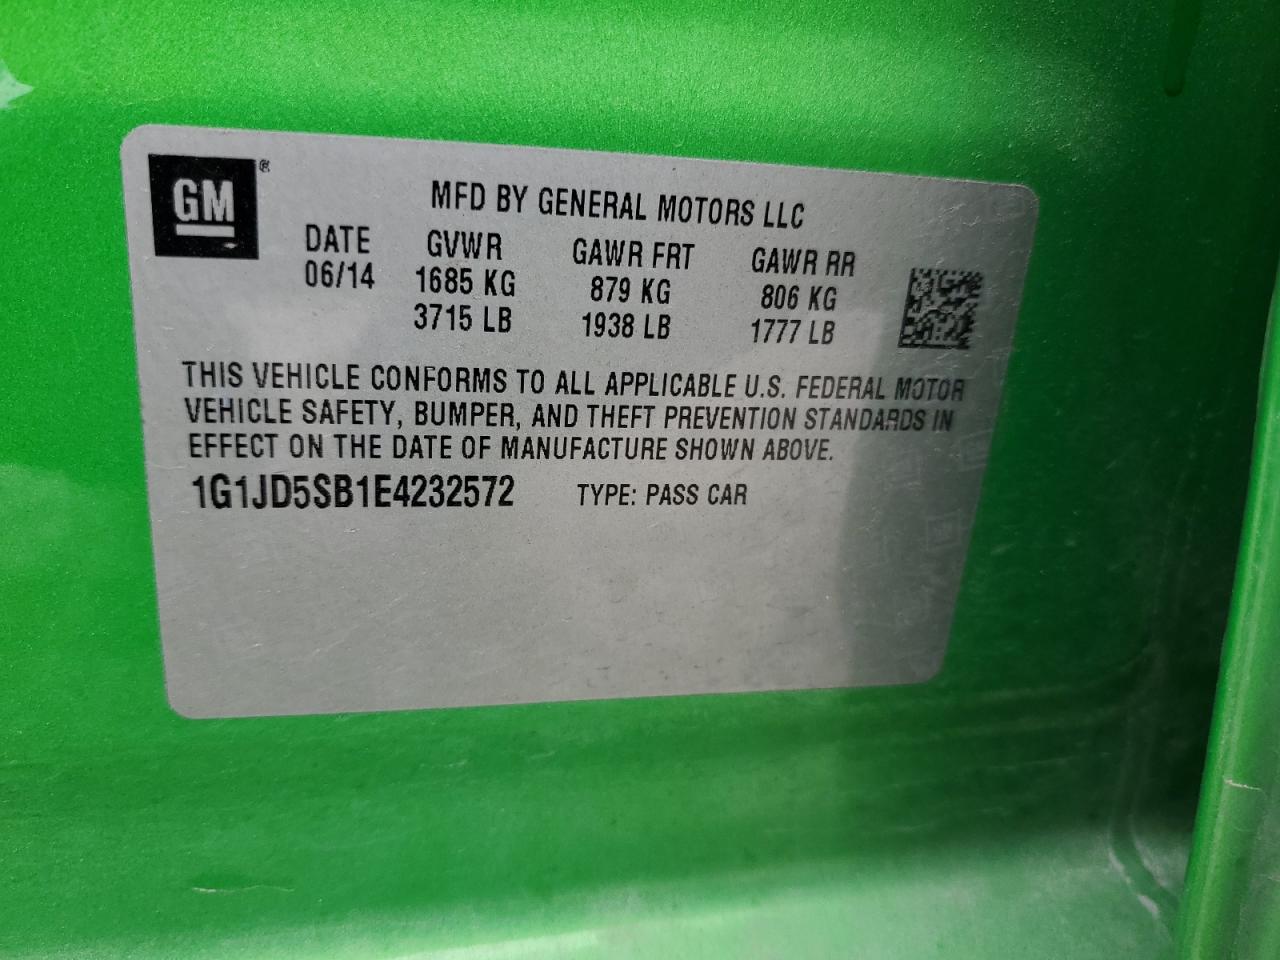 GM ®
MFD BY GENERAL MOTORS LLC
DATE GVWR GAWR FRT GAWR RR
06/14 1685 KG 879 KG 806 KG
3715 LB 1938 LB 1777 LB
THIS VEHICLE CONFORMS TO ALL APPLICABLE U.S. FEDERAL MOTOR
VEHICLE SAFETY, BUMPER, AND THEFT PREVENTION STANDARDS IN
EFFECT ON THE DATE OF MANUFACTURE SHOWN ABOVE.
1G1JD5SB1E4232572 TYPE: PASS CAR